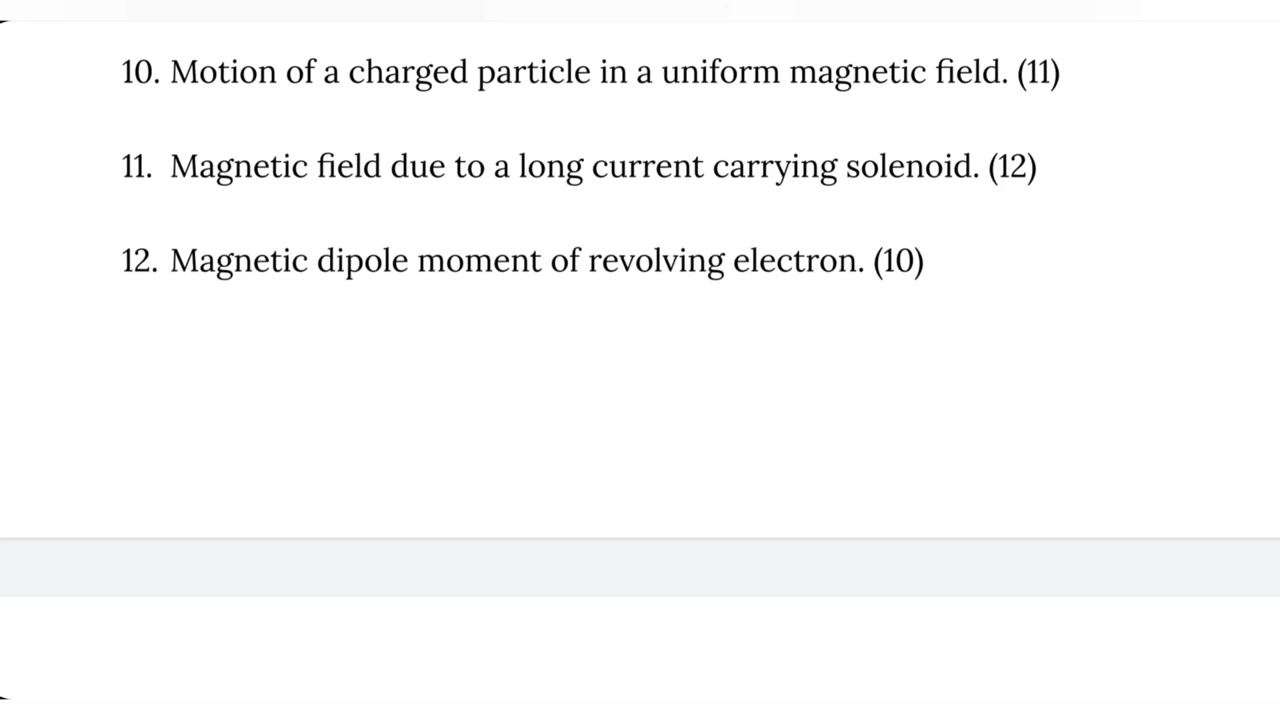 10. Motion of a charged particle in a uniform magnetic field. (11)
11. Magnetic field due to a long current carrying solenoid. (12)
12. Magnetic dipole moment of revolving electron. (10)